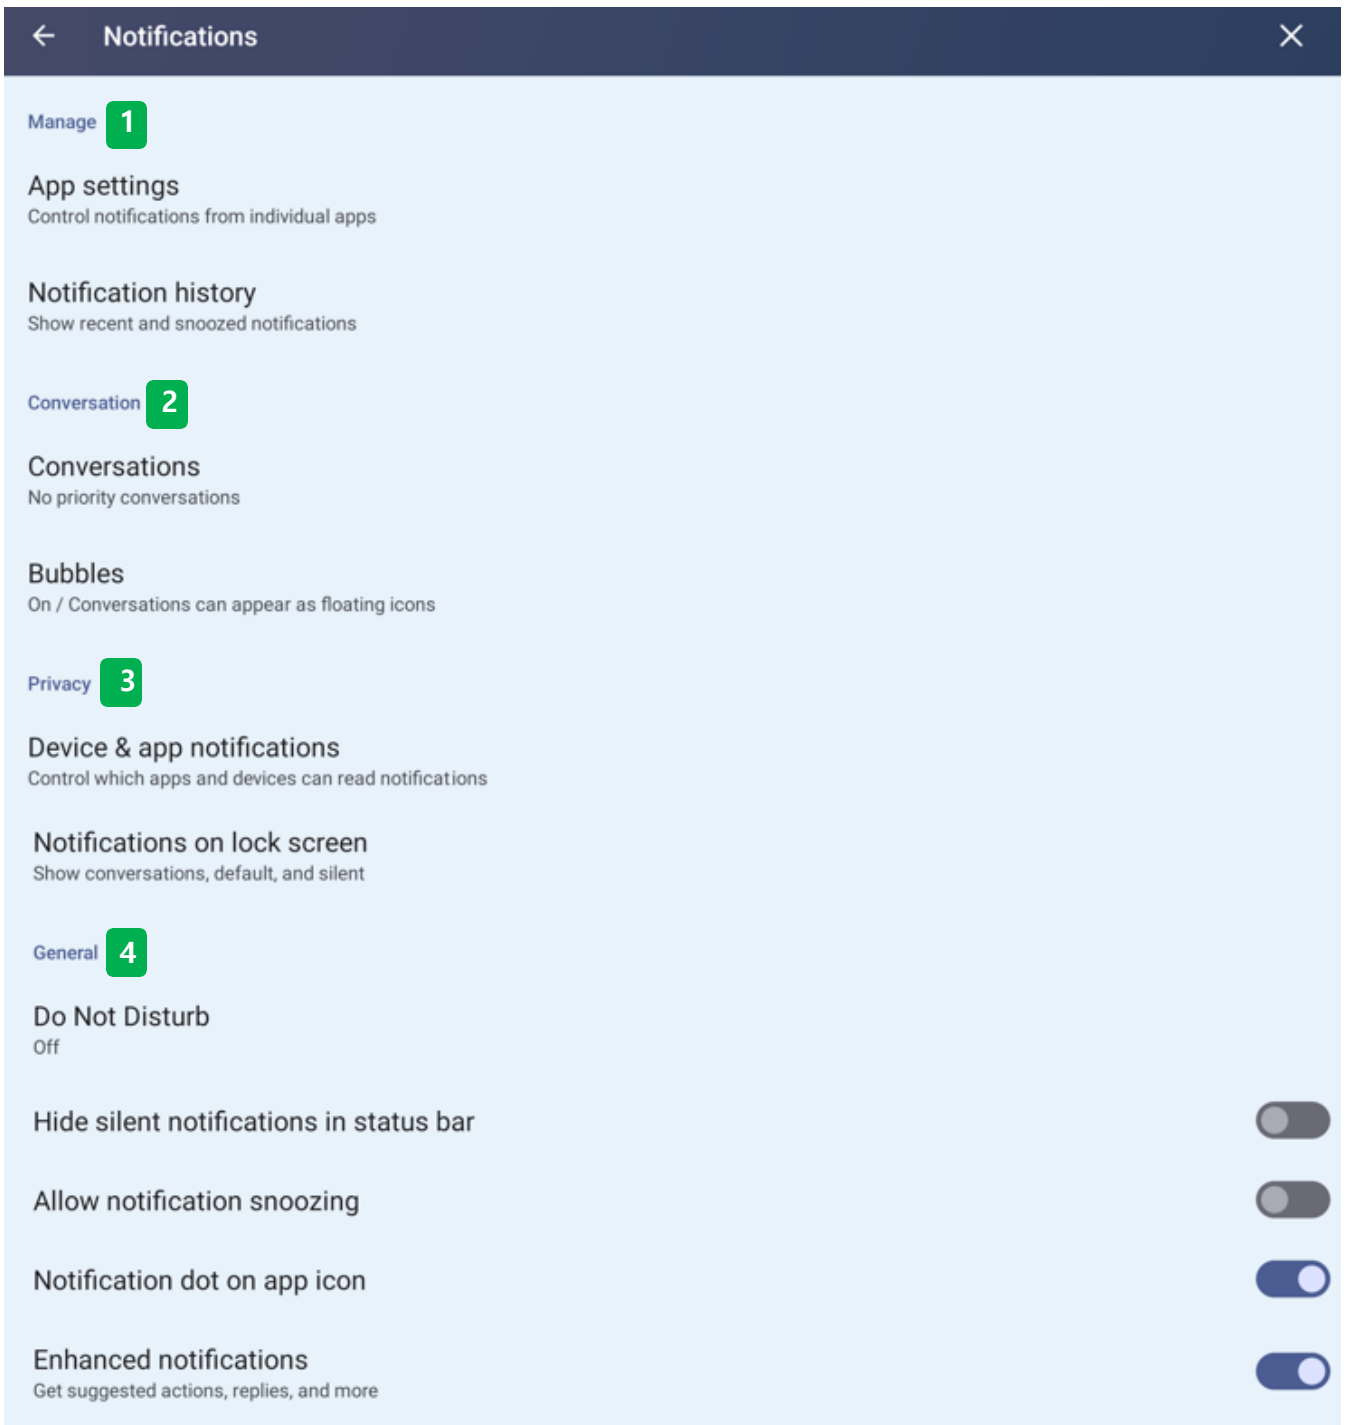 Notifications
Manage 1
App settings
Control notifications from individual apps
Notification history
Show recent and snoozed notifications
Conversation 2
Conversations
No priority conversations
Bubbles
On / Conversations can appear as floating icons
Privacy 3
Device & app notifications
Control which apps and devices can read notifications
Notifications on lock screen
Show conversations, default, and silent
General 4
Do Not Disturb
Off
Hide silent notifications in status bar
Allow notification snoozing
Notification dot on app icon
Enhanced notifications
Get suggested actions, replies, and more